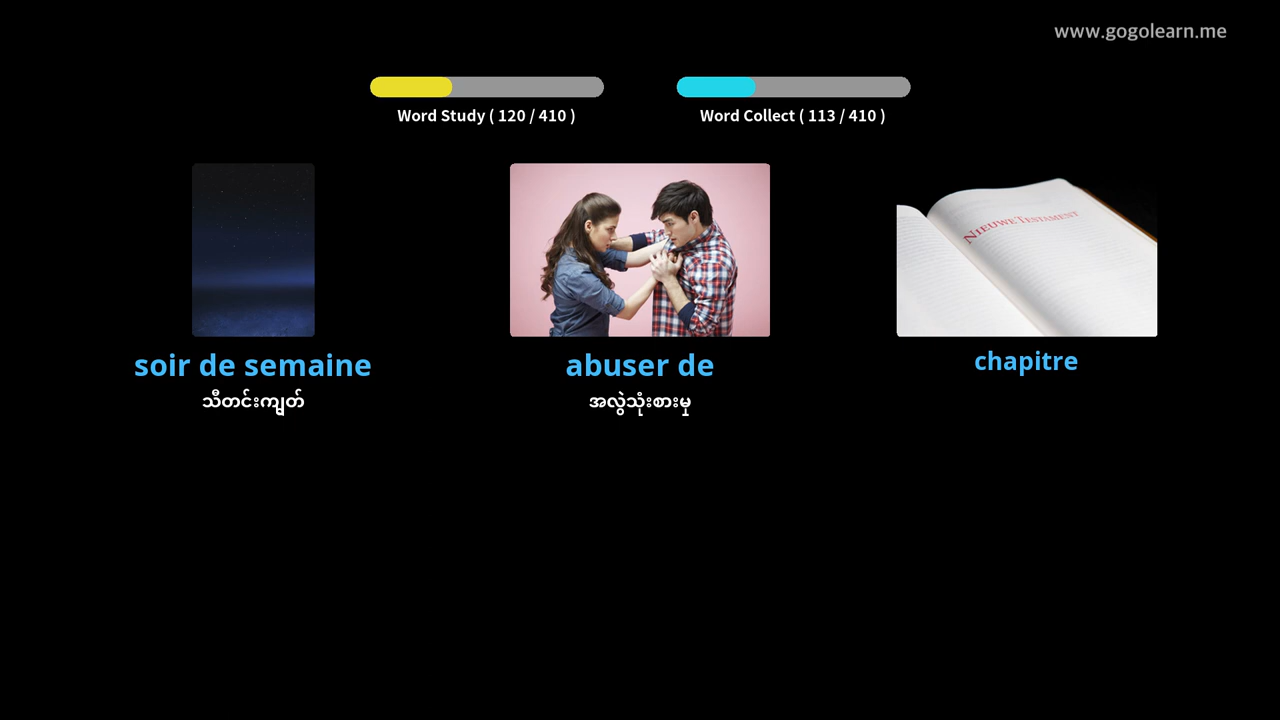 www.gogolearn.me
Word Study ( 120 / 410 )
Word Collect ( 113 / 410 )
NIEUWE TESTAMENT
soir de semaine
သီတင်းကျတ်
abuser de
အလွဲသုံးစားမှု
chapitre